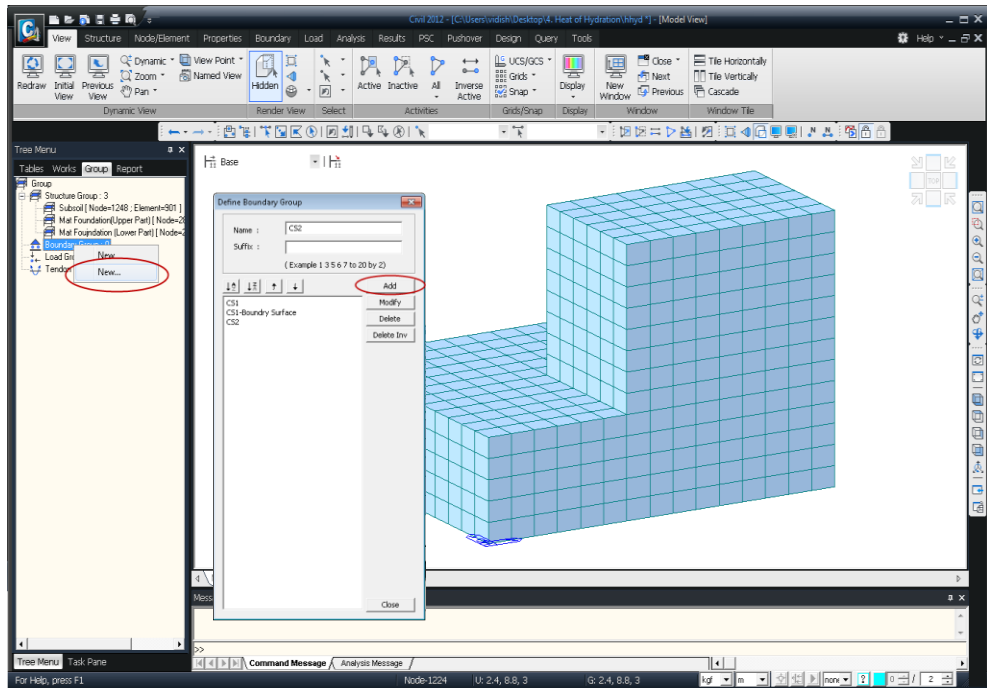 Civil 2012 - [C:\Users\vidish\Desktop\4. Heat of Hydration\hhyd *] - [Model View]
View Structure Node/Element Properties Boundary Load Analysis Results PSC Pushover Design Query Tools Help
Redraw Initial View Previous View Dynamic Zoom Pan View Point Named View Hidden Active Inactive All Inverse Active UCS/GCS Grids Snap Display New Window Close Next Previous Tile Horizontally Tile Vertically Cascade
Dynamic View Render View Select Activities Grids/Snap Display Window Window Tile
Tree Menu
Tables Works Group Report
Group
Structure Group : 3
Subsoil [ Node=1248 ; Element=901 ]
Mat Foundation(Upper Part) [ Node=28
Mat Foujndation (Lower Part) [ Node=2
Boundary Group : 0
Load Gr
Tendon
New
New...
Base
TOP
Define Boundary Group
Name : CS2
Suffix :
( Example 1 3 5 6 7 to 20 by 2)
Add
Modify
Delete
Delete Inv
CS1
CS1-Boundry Surface
CS2
Close
Mess
>>
Command Message Analysis Message
Tree Menu Task Pane
For Help, press F1
Node-1224
U: 2.4, 8.8, 3
G: 2.4, 8.8, 3
kgf m non 0 / 2